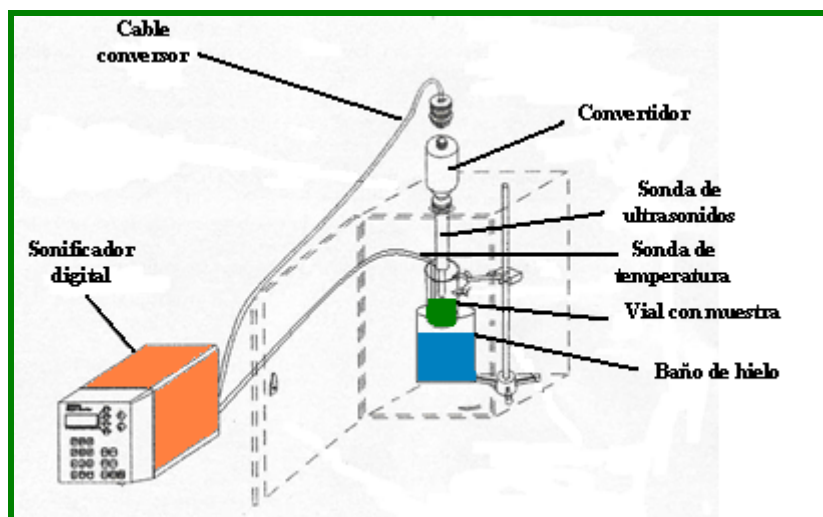 Cable
conversor
Convertidor
Sonda de
ultrasonidos
Sonda de
temperatura
Sonificador
digital
Vial con muestra
Baño de hielo